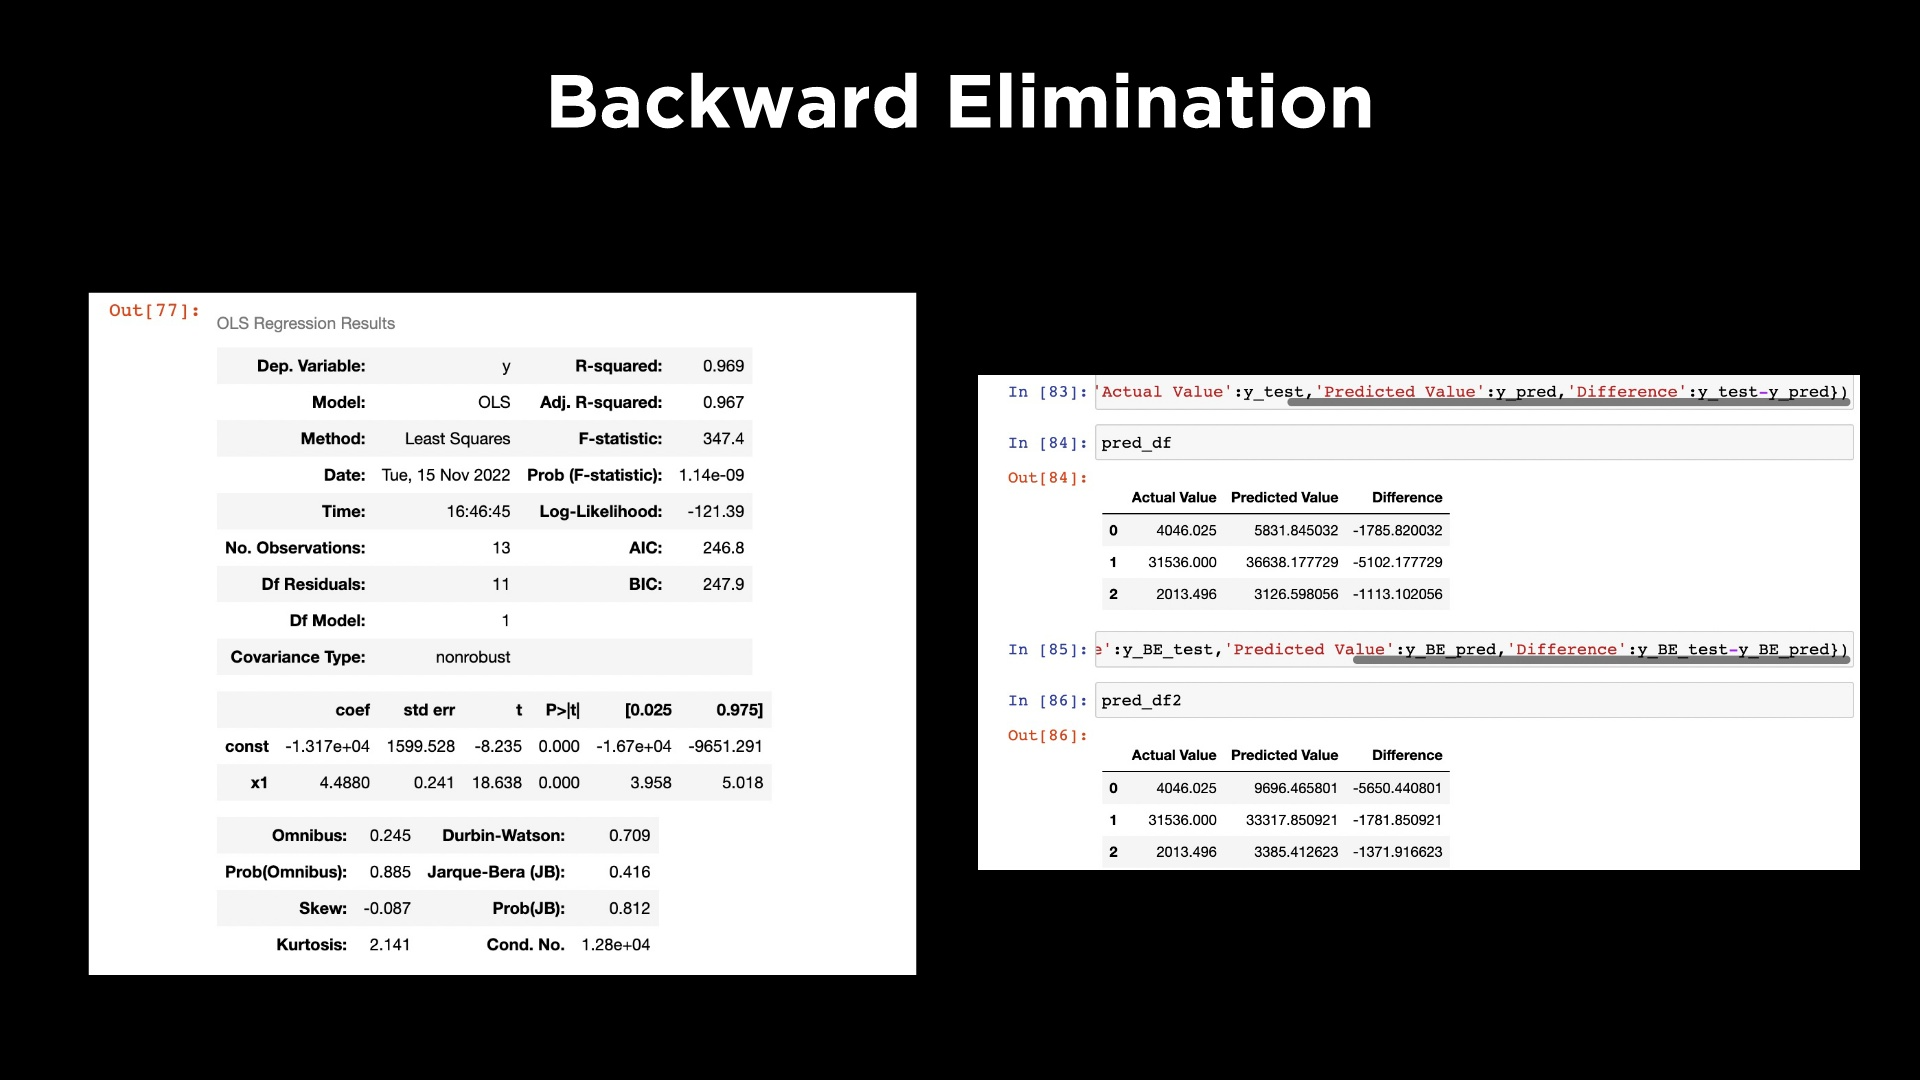 Backward Elimination
Out[77]:
OLS Regression Results
Dep. Variable: y R-squared: 0.969
Model: OLS Adj. R-squared: 0.967
Method: Least Squares F-statistic: 347.4
Date: Tue, 15 Nov 2022 Prob (F-statistic): 1.14e-09
Time: 16:46:45 Log-Likelihood: -121.39
No. Observations: 13 AIC: 246.8
Df Residuals: 11 BIC: 247.9
Df Model: 1
Covariance Type: nonrobust
coef std err t P>|t| [0.025 0.975]
const -1.317e+04 1599.528 -8.235 0.000 -1.67e+04 -9651.291
x1 4.4880 0.241 18.638 0.000 3.958 5.018
Omnibus: 0.245 Durbin-Watson: 0.709
Prob(Omnibus): 0.885 Jarque-Bera (JB): 0.416
Skew: -0.087 Prob(JB): 0.812
Kurtosis: 2.141 Cond. No. 1.28e+04
In [83]: 'Actual Value':y_test,'Predicted Value':y_pred,'Difference':y_test-y_pred})
In [84]: pred_df
Out[84]:
Actual Value Predicted Value Difference
0 4046.025 5831.845032 -1785.820032
1 31536.000 36638.177729 -5102.177729
2 2013.496 3126.598056 -1113.102056
In [85]: e':y_BE_test,'Predicted Value':y_BE_pred,'Difference':y_BE_test-y_BE_pred})
In [86]: pred_df2
Out[86]:
Actual Value Predicted Value Difference
0 4046.025 9696.465801 -5650.440801
1 31536.000 33317.850921 -1781.850921
2 2013.496 3385.412623 -1371.916623